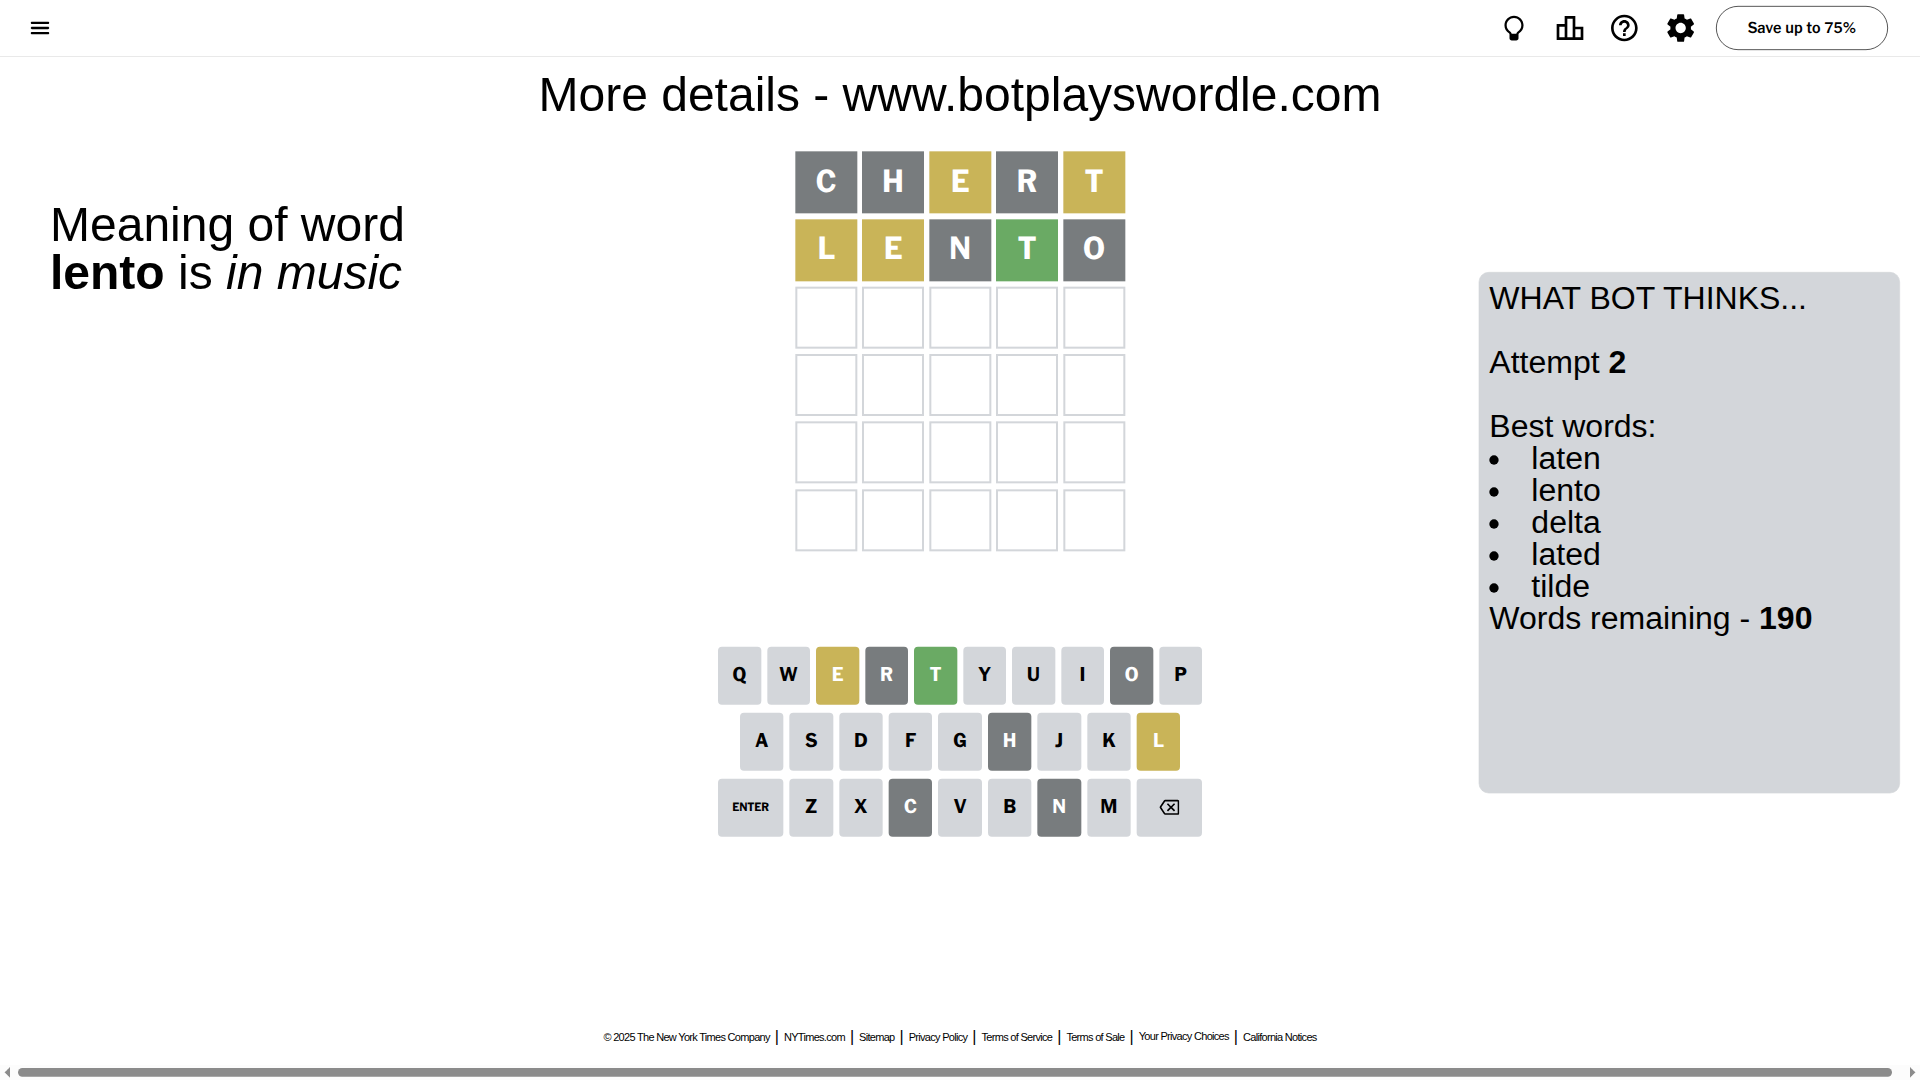 Save up to 75%
More details - www.botplayswordle.com
Meaning of word
lento is in music
C H E R T
L E N T O
WHAT BOT THINKS...
Attempt 2
Best words:
• laten
• lento
• delta
• lated
• tilde
Words remaining - 190
Q W E R T Y U I O P
A S D F G H J K L
ENTER Z X C V B N M
© 2025 The New York Times Company | NYTimes.com | Sitemap | Privacy Policy | Terms of Service | Terms of Sale | Your Privacy Choices | California Notices